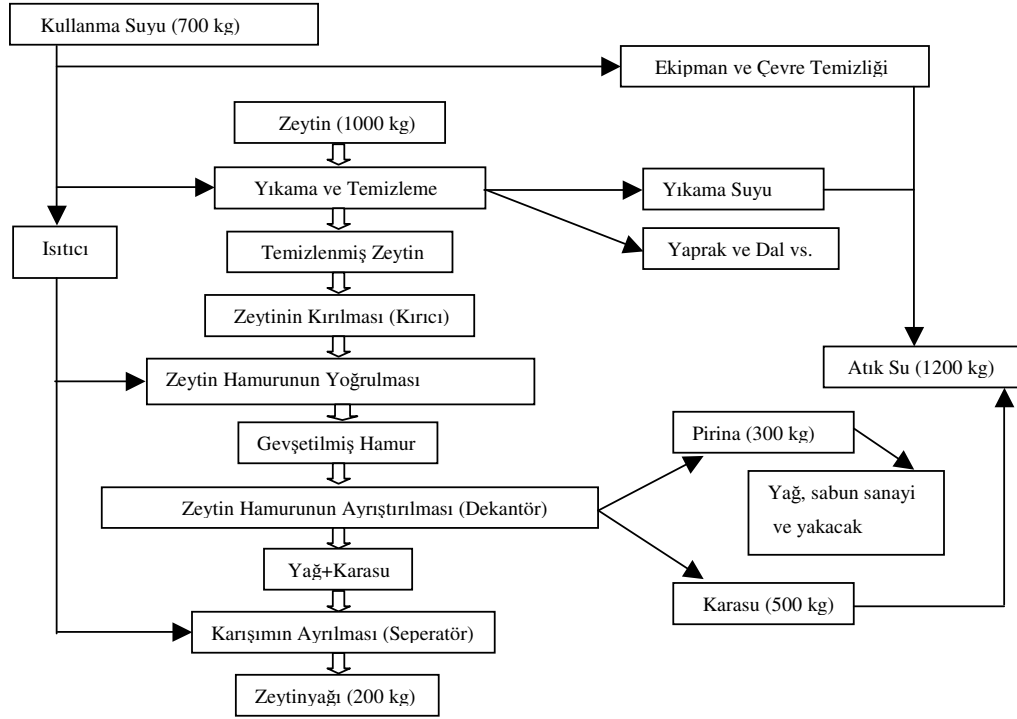 Kullanma Suyu (700 kg)
Ekipman ve Çevre Temizliği
Zeytin (1000 kg)
Yıkama ve Temizleme
Yıkama Suyu
Isıtıcı
Temizlenmiş Zeytin
Yaprak ve Dal vs.
Zeytinin Kırılması (Kırıcı)
Zeytin Hamurunun Yoğrulması
Atık Su (1200 kg)
Gevşetilmiş Hamur
Pirina (300 kg)
Zeytin Hamurunun Ayrıştırılması (Dekantör)
Yağ, sabun sanayi
ve yakacak
Yağ+Karasu
Karasu (500 kg)
Karışımın Ayrılması (Seperatör)
Zeytinyağı (200 kg)